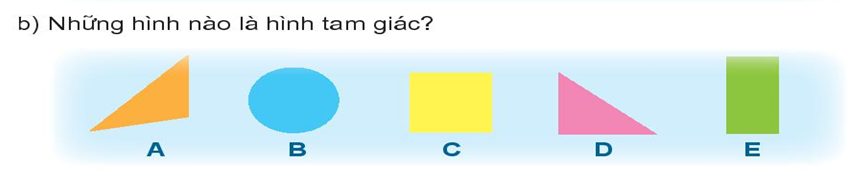 b) Những hình nào là hình tam giác?
A B C D E